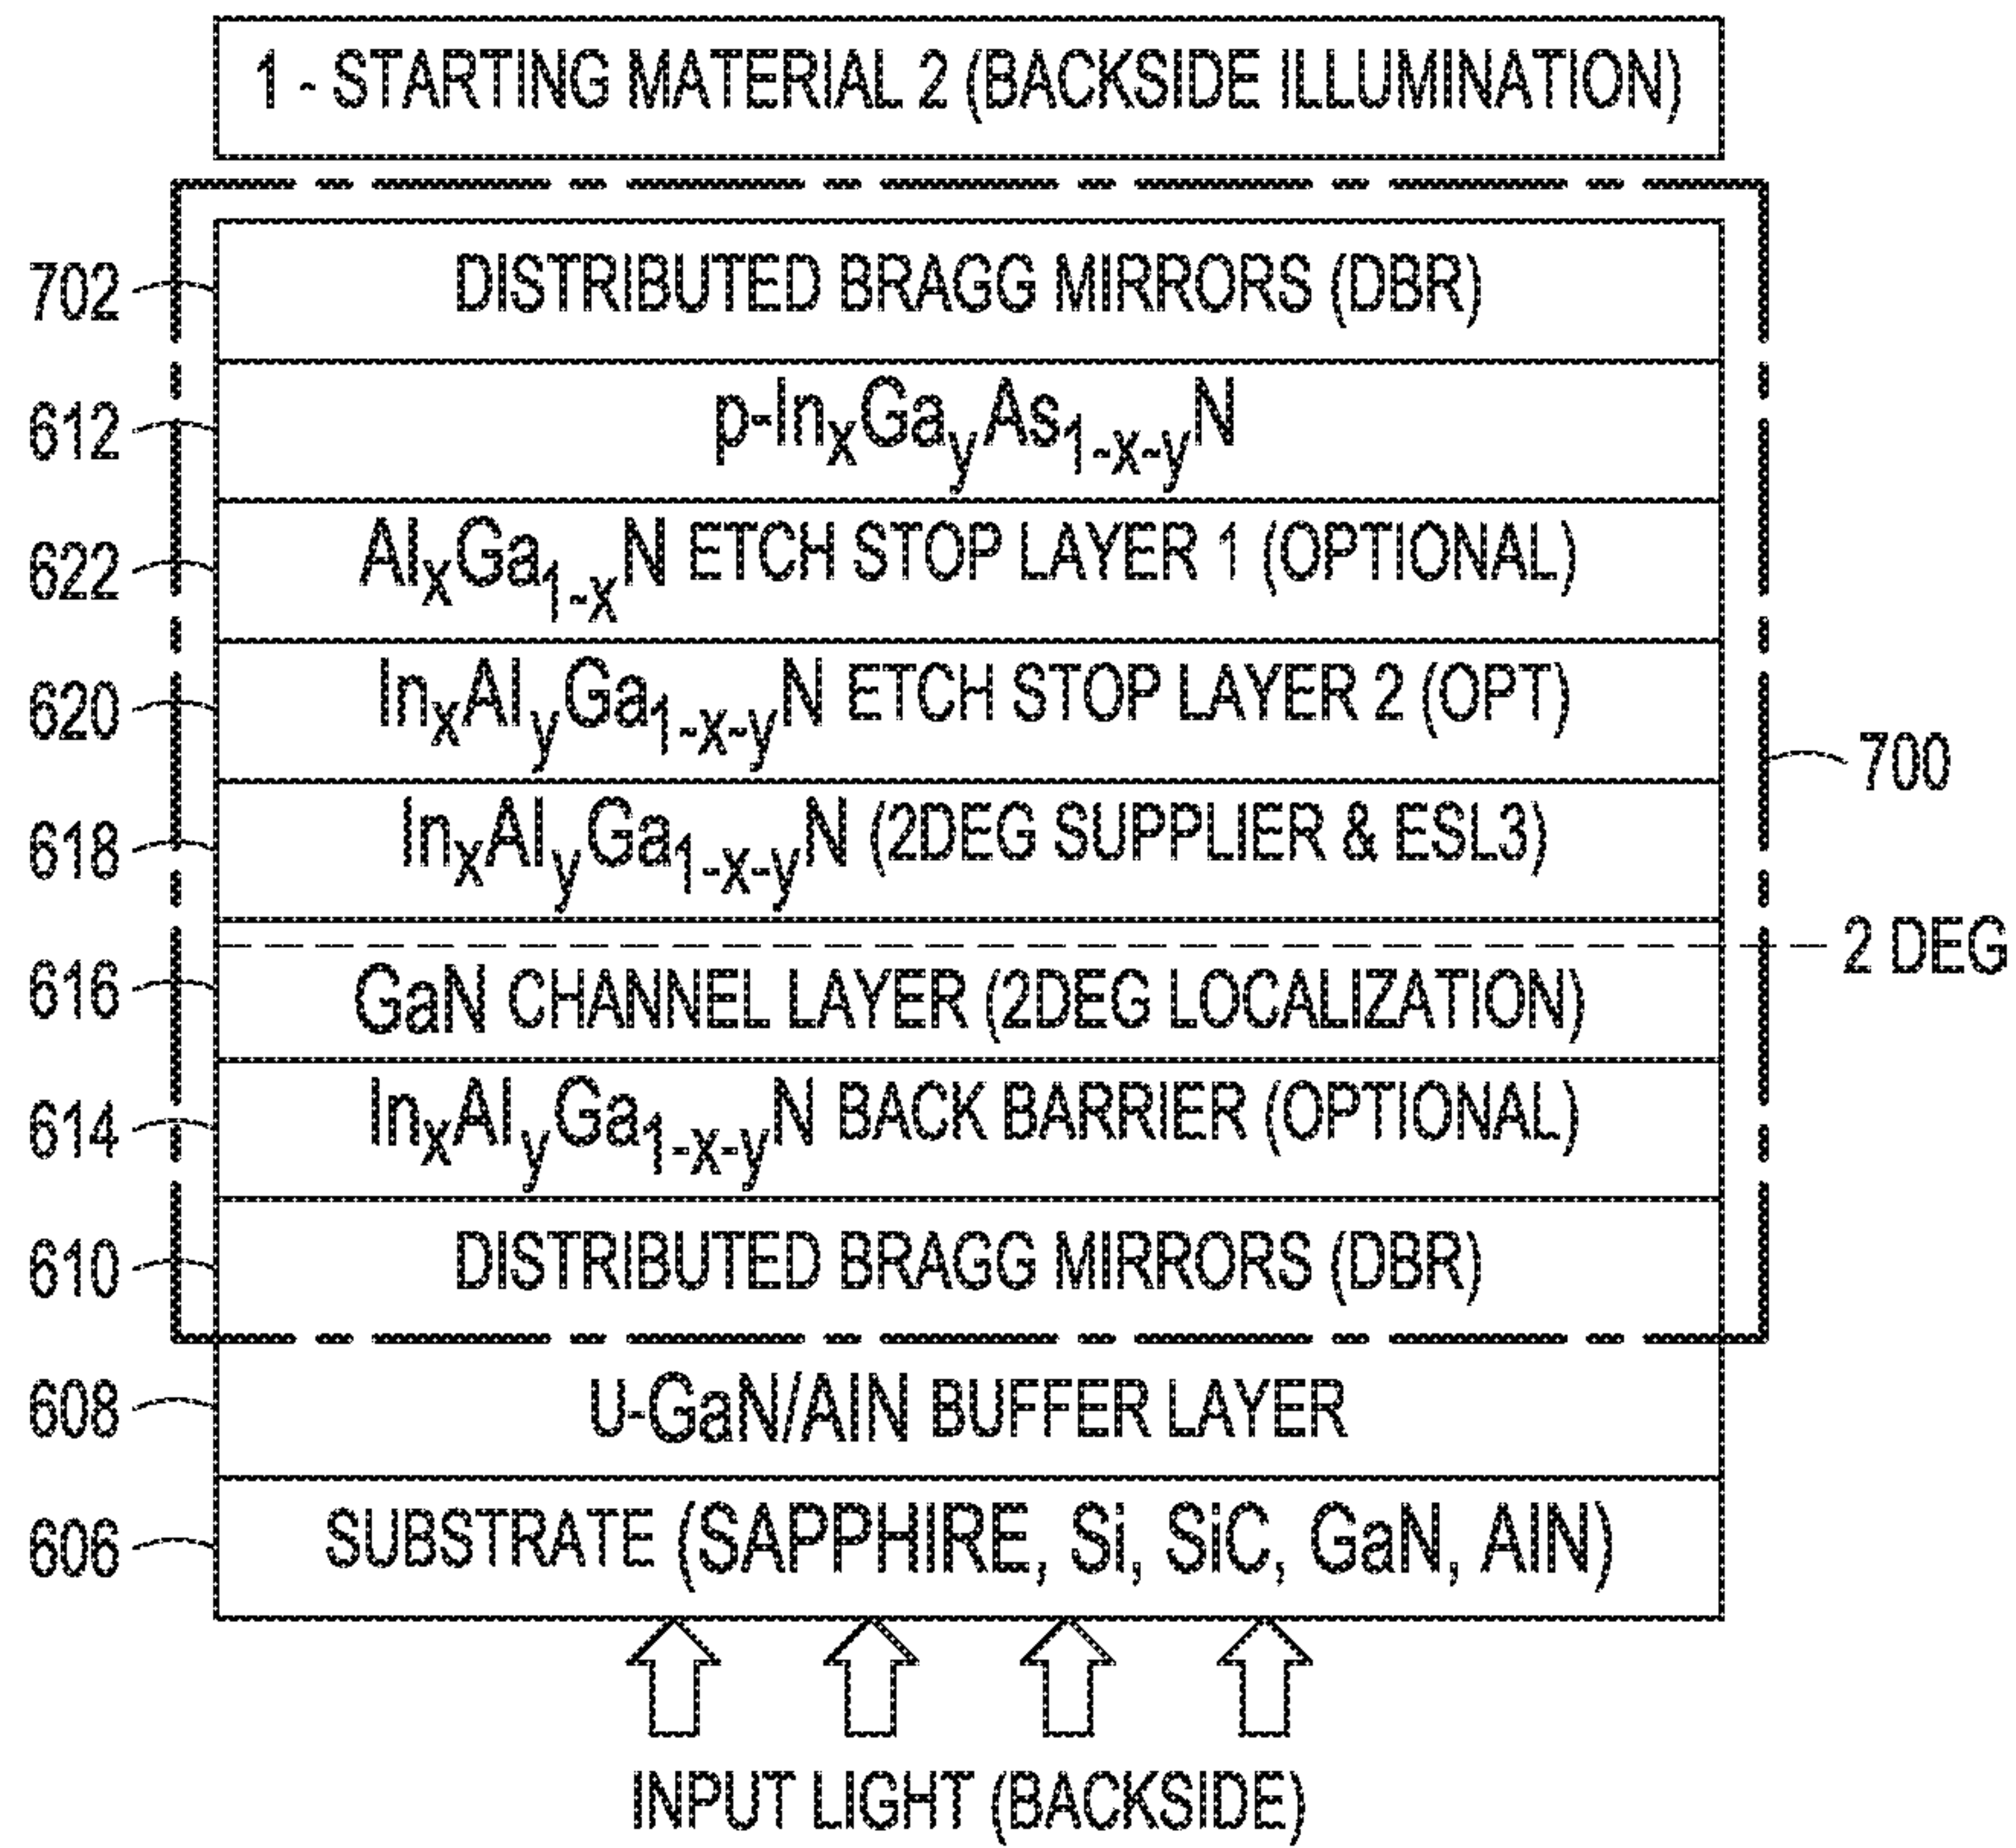 1 - STARTING MATERIAL 2 (BACKSIDE ILLUMINATION)
702 DISTRIBUTED BRAGG MIRRORS (DBR)
612 p-InxGayAs1-x-yN
622 AlxGa1-xN ETCH STOP LAYER 1 (OPTIONAL)
620 InxAlyGa1-x-yN ETCH STOP LAYER 2 (OPT)
700
618 InxAlyGa1-x-yN (2DEG SUPPLIER & ESL3)
2 DEG
616 GaN CHANNEL LAYER (2DEG LOCALIZATION)
614 InxAlyGa1-x-yN BACK BARRIER (OPTIONAL)
610 DISTRIBUTED BRAGG MIRRORS (DBR)
608 U-GaN/AlN BUFFER LAYER
606 SUBSTRATE (SAPPHIRE, Si, SiC, GaN, AlN)
INPUT LIGHT (BACKSIDE)